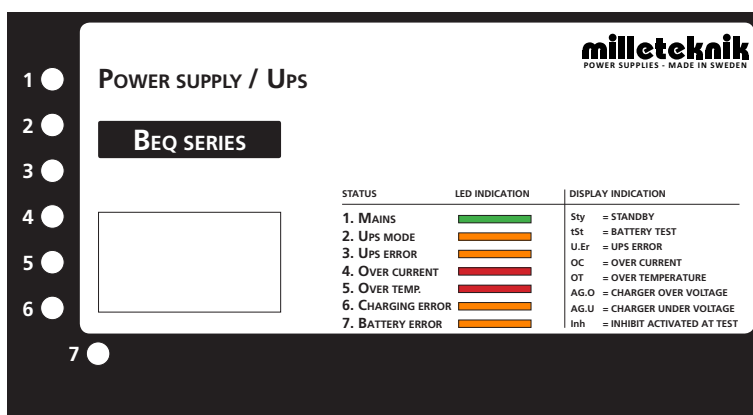 milleteknik
POWER SUPPLIES - MADE IN SWEDEN
POWER SUPPLY / UPS
BEQ SERIES
1
2
3
4
5
6
7
STATUS LED INDICATION
1. MAINS
2. UPS MODE
3. UPS ERROR
4. OVER CURRENT
5. OVER TEMP.
6. CHARGING ERROR
7. BATTERY ERROR
DISPLAY INDICATION
Sty = STANDBY
tSt = BATTERY TEST
U.Er = UPS ERROR
OC = OVER CURRENT
OT = OVER TEMPERATURE
AG.O = CHARGER OVER VOLTAGE
AG.U = CHARGER UNDER VOLTAGE
Inh = INHIBIT ACTIVATED AT TEST